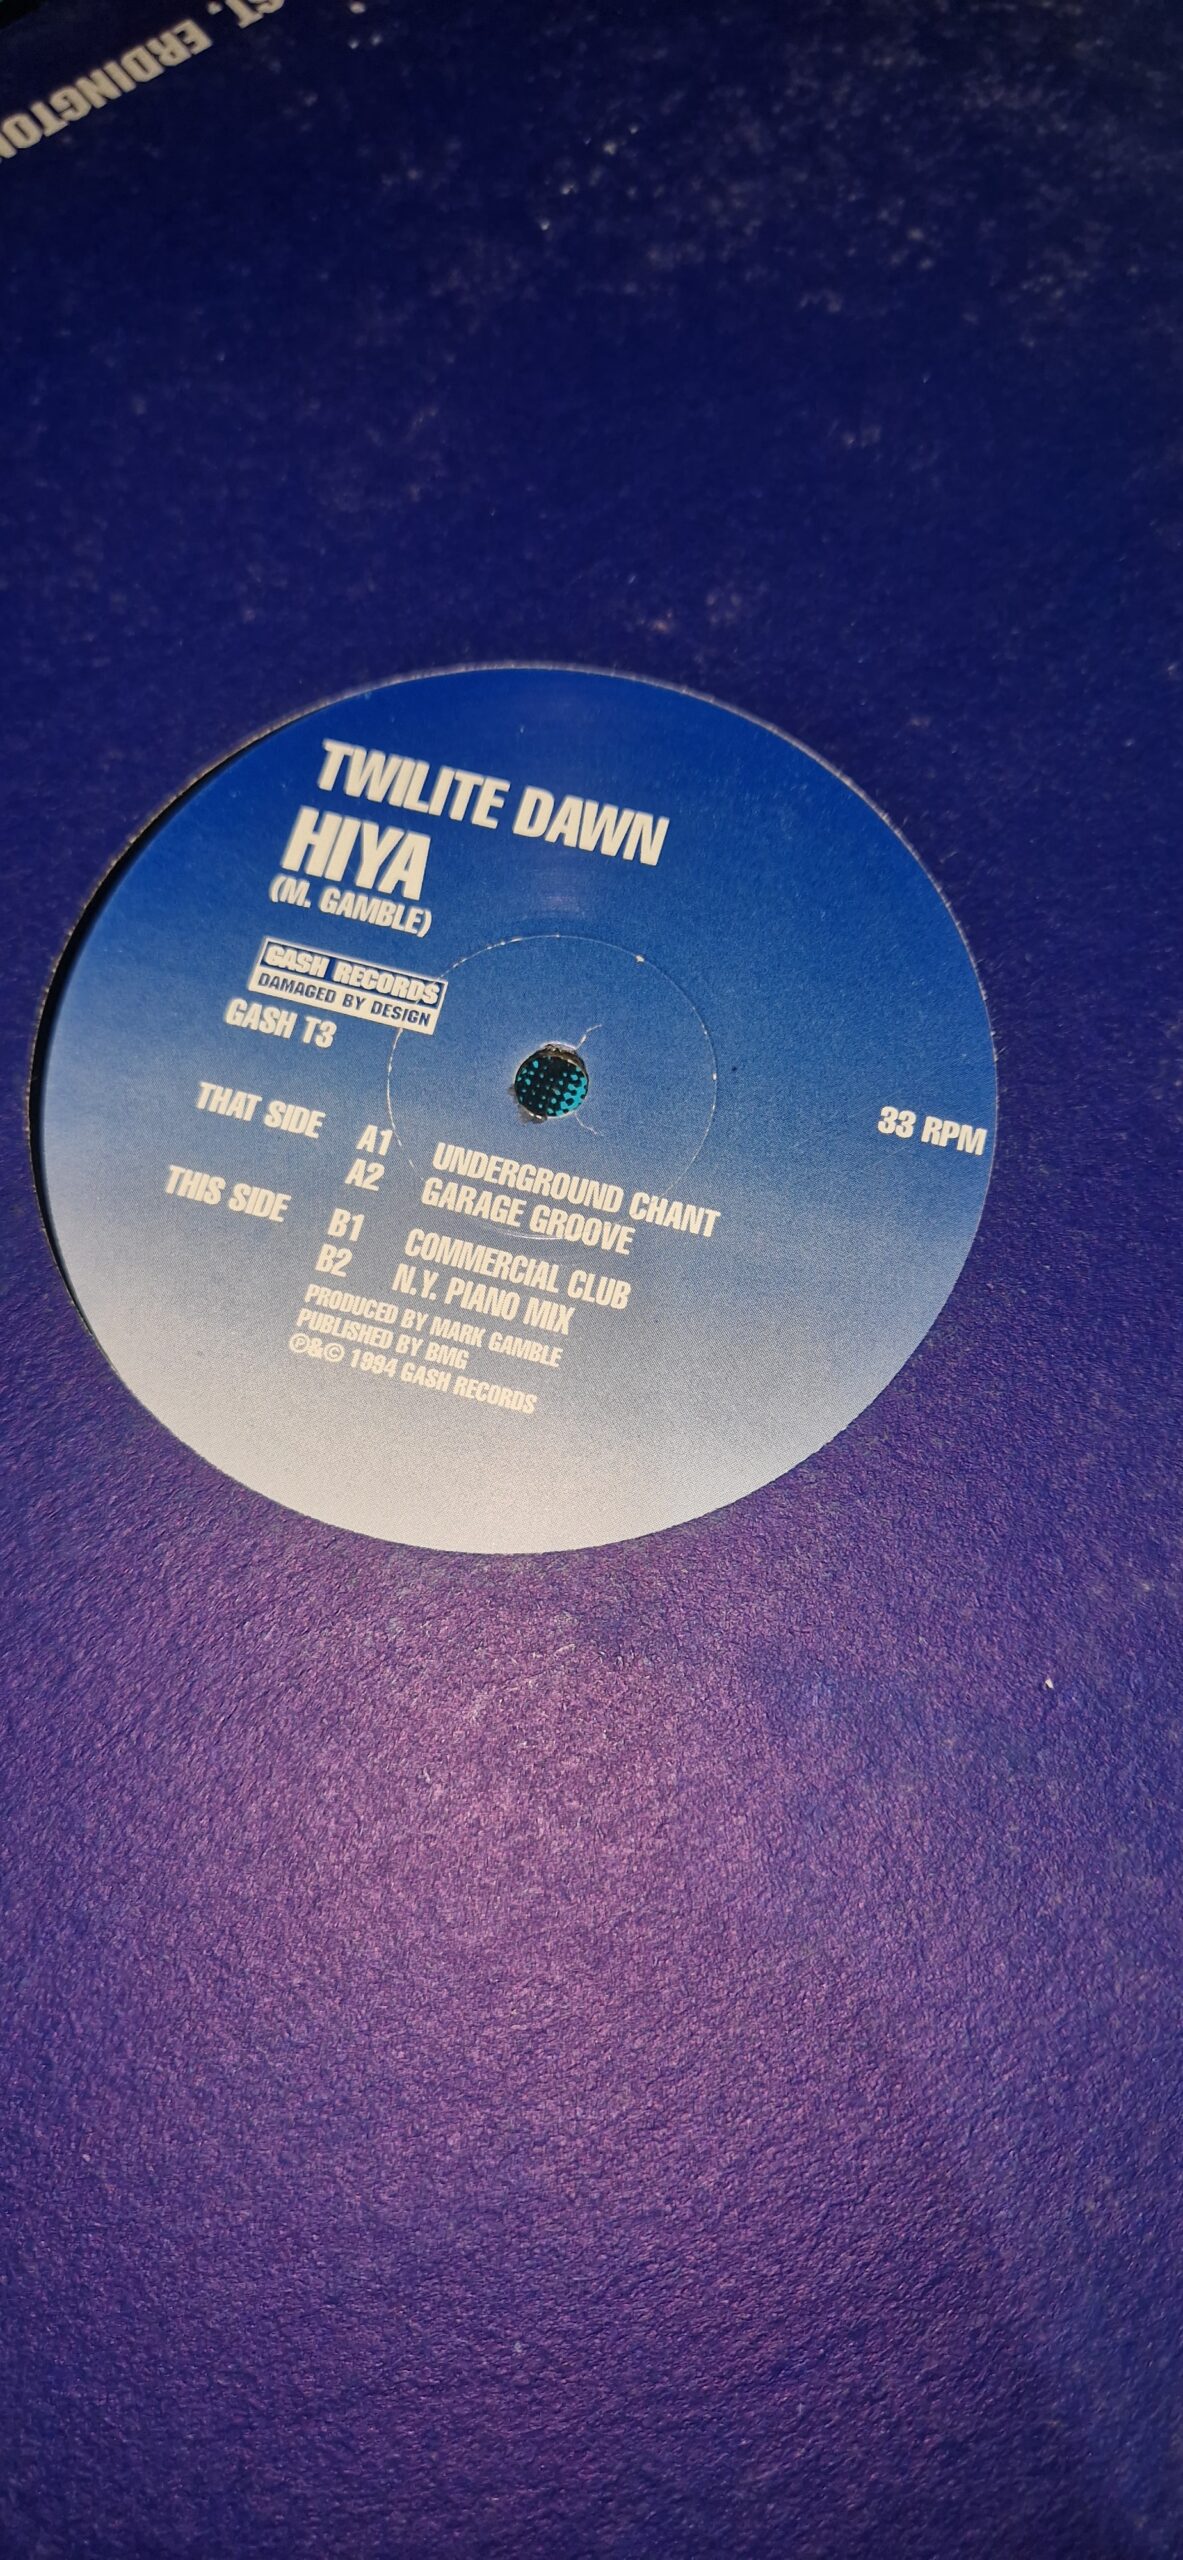 ST. ERDINGTON
TWILITE DAWN
HIYA
(M. GAMBLE)
GASH RECORDS
DAMAGED BY DESIGN
GASH T3
THAT SIDE A1 UNDERGROUND CHANT
A2 GARAGE GROOVE
THIS SIDE B1 COMMERCIAL CLUB
B2 N.Y. PIANO MIX
PRODUCED BY MARK GAMBLE
PUBLISHED BY BMG
Ⓟ&© 1994 GASH RECORDS
33 RPM